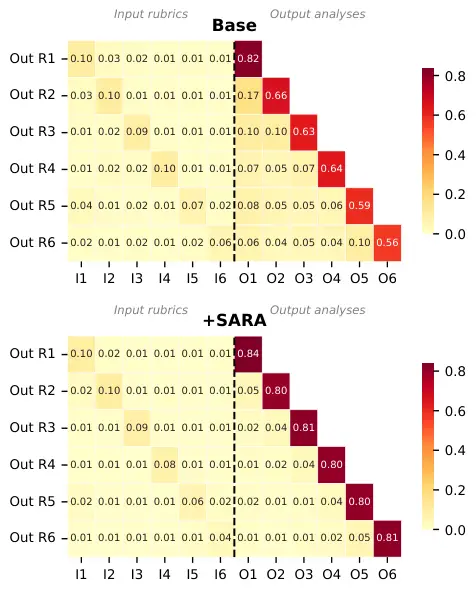 Input rubrics Output analyses
Base
Out R1 0.10 0.03 0.02 0.01 0.01 0.01 0.82
Out R2 0.03 0.10 0.01 0.01 0.01 0.01 0.17 0.66
Out R3 0.01 0.02 0.09 0.01 0.01 0.01 0.10 0.10 0.63
Out R4 0.01 0.02 0.02 0.10 0.01 0.01 0.07 0.05 0.07 0.64
Out R5 0.04 0.01 0.02 0.01 0.07 0.02 0.08 0.05 0.05 0.06 0.59
Out R6 0.02 0.01 0.01 0.01 0.02 0.06 0.06 0.04 0.05 0.04 0.10 0.56
I1 I2 I3 I4 I5 I6 O1 O2 O3 O4 O5 O6
0.8
0.6
0.4
0.2
0.0
Input rubrics Output analyses
+SARA
Out R1 0.10 0.02 0.01 0.01 0.01 0.01 0.84
Out R2 0.02 0.10 0.01 0.01 0.01 0.01 0.05 0.80
Out R3 0.01 0.01 0.09 0.01 0.01 0.01 0.02 0.04 0.81
Out R4 0.01 0.01 0.01 0.08 0.01 0.01 0.01 0.02 0.04 0.80
Out R5 0.02 0.01 0.01 0.01 0.06 0.02 0.02 0.01 0.01 0.04 0.80
Out R6 0.01 0.01 0.01 0.01 0.01 0.04 0.01 0.01 0.01 0.02 0.05 0.81
I1 I2 I3 I4 I5 I6 O1 O2 O3 O4 O5 O6
0.8
0.6
0.4
0.2
0.0